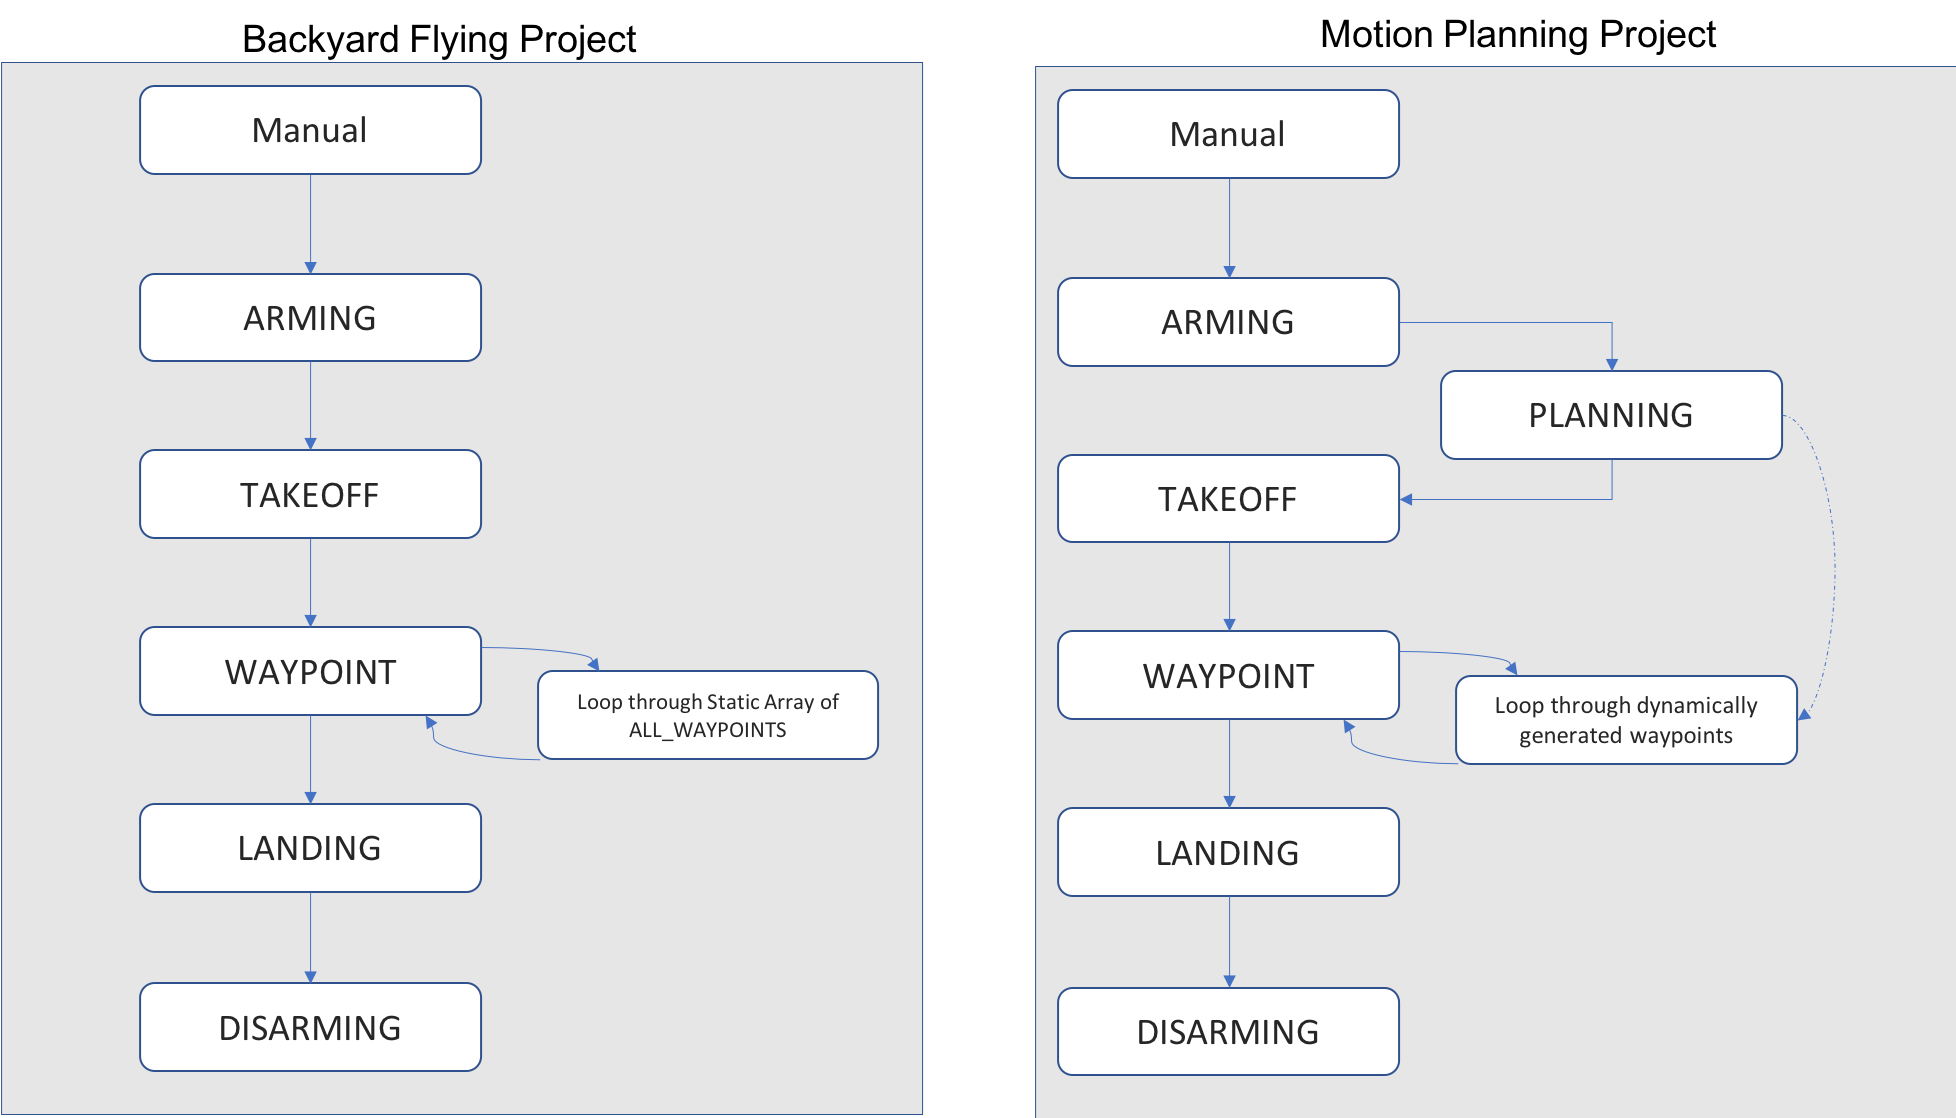 Backyard Flying Project
Manual
ARMING
TAKEOFF
WAYPOINT
Loop through Static Array of
ALL_WAYPOINTS
LANDING
DISARMING
Motion Planning Project
Manual
ARMING
PLANNING
TAKEOFF
WAYPOINT
Loop through dynamically
generated waypoints
LANDING
DISARMING